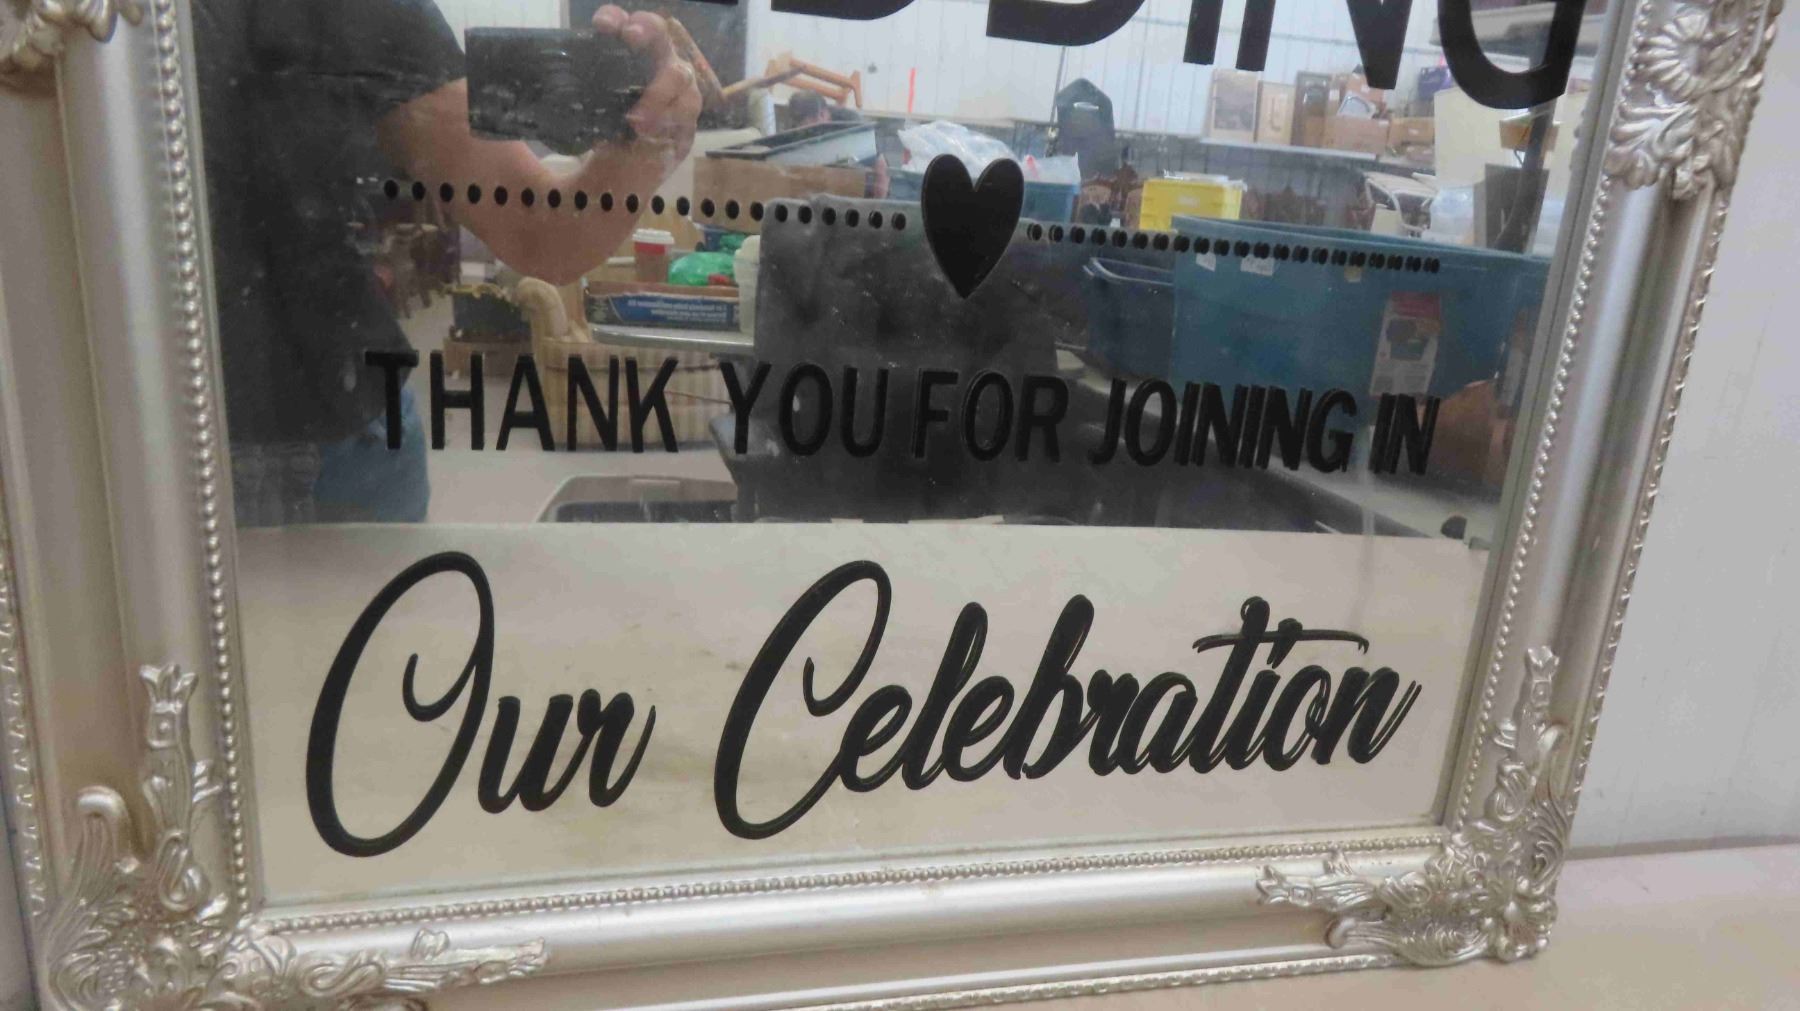 THANK YOU FOR JOINING IN
Our Celebration